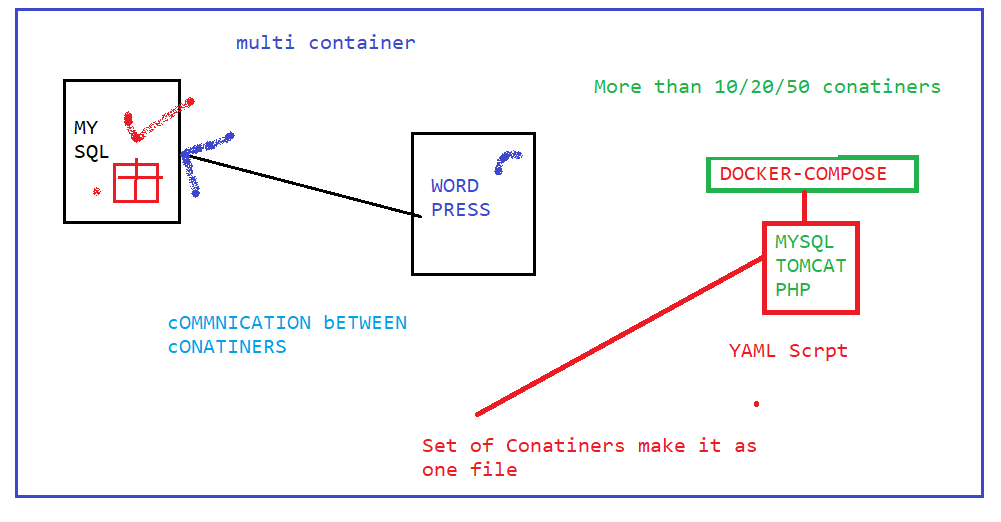 multi container
More than 10/20/50 conatiners
MY
SQL
WORD
PRESS
DOCKER-COMPOSE
MYSQL
TOMCAT
PHP
cOMMNICATION bETWEEN
cONATINERS
YAML Scrpt
Set of Conatiners make it as
one file